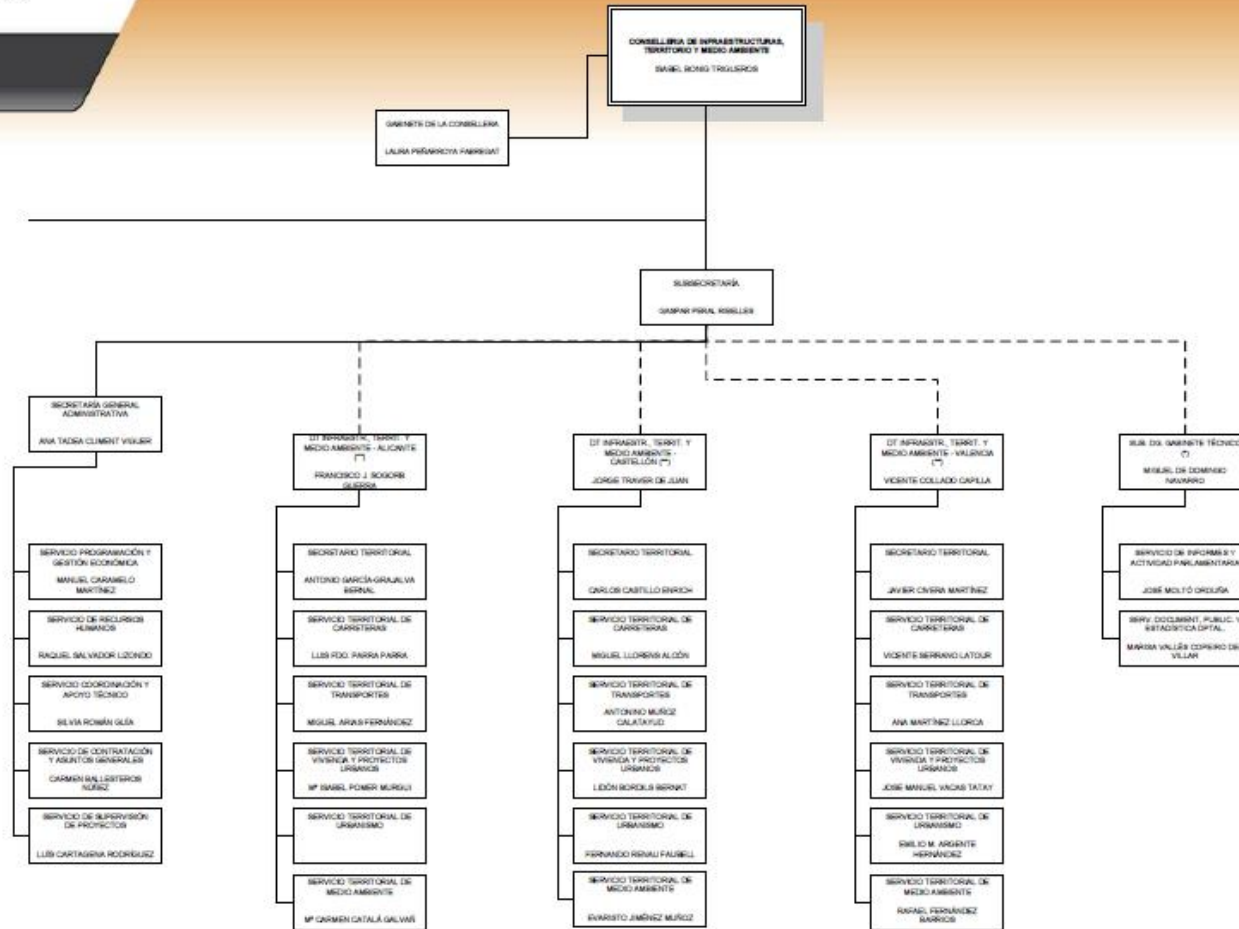 CONSELLERIA DE INFRAESTRUCTURAS,
TERRITORIO Y MEDIO AMBIENTE
ISABEL BONIG TRIGUEROS
GABINETE DE LA CONSELLERA
LAURA PEÑARROYA FABREGAT
SUBSECRETARÍA
GASPAR PERAL RIBELLES
SECRETARÍA GENERAL
ADMINISTRATIVA
ANA TADEA CLIMENT VIGUER
SERVICIO PROGRAMACIÓN Y
GESTIÓN ECONÓMICA
MANUEL CARAMELO
MARTÍNEZ
SERVICIO DE RECURSOS
HUMANOS
RAQUEL SALVADOR LIZONDO
SERVICIO COORDINACIÓN Y
APOYO TÉCNICO
SILVIA ROMÁN GUÍA
SERVICIO DE CONTRATACIÓN
Y ASUNTOS GENERALES
CARMEN BALLESTEROS
NÚÑEZ
SERVICIO DE SUPERVISIÓN
DE PROYECTOS
LUÍS CARTAGENA RODRÍGUEZ
DT INFRAESTR., TERRIT. Y
MEDIO AMBIENTE - ALICANTE
(**)
FRANCISCO J. SOGORB
GUERRA
SECRETARIO TERRITORIAL
ANTONIO GARCÍA-GRAJALVA
BERNAL
SERVICIO TERRITORIAL DE
CARRETERAS
LUIS FDO. PARRA PARRA
SERVICIO TERRITORIAL DE
TRANSPORTES
MIGUEL ARIAS FERNÁNDEZ
SERVICIO TERRITORIAL DE
VIVIENDA Y PROYECTOS
URBANOS
Mª ISABEL POMER MURGUI
SERVICIO TERRITORIAL DE
URBANISMO
SERVICIO TERRITORIAL DE
MEDIO AMBIENTE
Mª CARMEN CATALÁ GALVAÑ
DT INFRAESTR., TERRIT. Y
MEDIO AMBIENTE -
CASTELLÓN (**)
JORGE TRAVER DE JUAN
SECRETARIO TERRITORIAL
CARLOS CASTILLO ENRICH
SERVICIO TERRITORIAL DE
CARRETERAS
MIGUEL LLORENS ALCÓN
SERVICIO TERRITORIAL DE
TRANSPORTES
ANTONINO MUÑOZ
CALATAYUD
SERVICIO TERRITORIAL DE
VIVIENDA Y PROYECTOS
URBANOS
LIDÓN BORDILS BERNAT
SERVICIO TERRITORIAL DE
URBANISMO
FERNANDO RENAU FAUBELL
SERVICIO TERRITORIAL DE
MEDIO AMBIENTE
EVARISTO JIMÉNEZ MUÑOZ
DT INFRAESTR., TERRIT. Y
MEDIO AMBIENTE - VALENCIA
(**)
VICENTE COLLADO CAPILLA
SECRETARIO TERRITORIAL
JAVIER CIVERA MARTÍNEZ
SERVICIO TERRITORIAL DE
CARRETERAS
VICENTE SERRANO LATOUR
SERVICIO TERRITORIAL DE
TRANSPORTES
ANA MARTÍNEZ LLORCA
SERVICIO TERRITORIAL DE
VIVIENDA Y PROYECTOS
URBANOS
JOSE MANUEL VACAS TATAY
SERVICIO TERRITORIAL DE
URBANISMO
EMILIO M. ARGENTE
HERNÁNDEZ
SERVICIO TERRITORIAL DE
MEDIO AMBIENTE
RAFAEL FERNÁNDEZ
BARRIOS
SUB. DG. GABINETE TÉCNICO
(*)
MIGUEL DE DOMINGO
NAVARRO
SERVICIO DE INFORMES Y
ACTIVIDAD PARLAMENTARIA
JOSÉ MOLTÓ ORDUÑA
SERV. DOCUMENT, PUBLIC. Y
ESTADÍSTICA DPTAL.
MARISA VALLÉS COPEIRO DEL
VILLAR